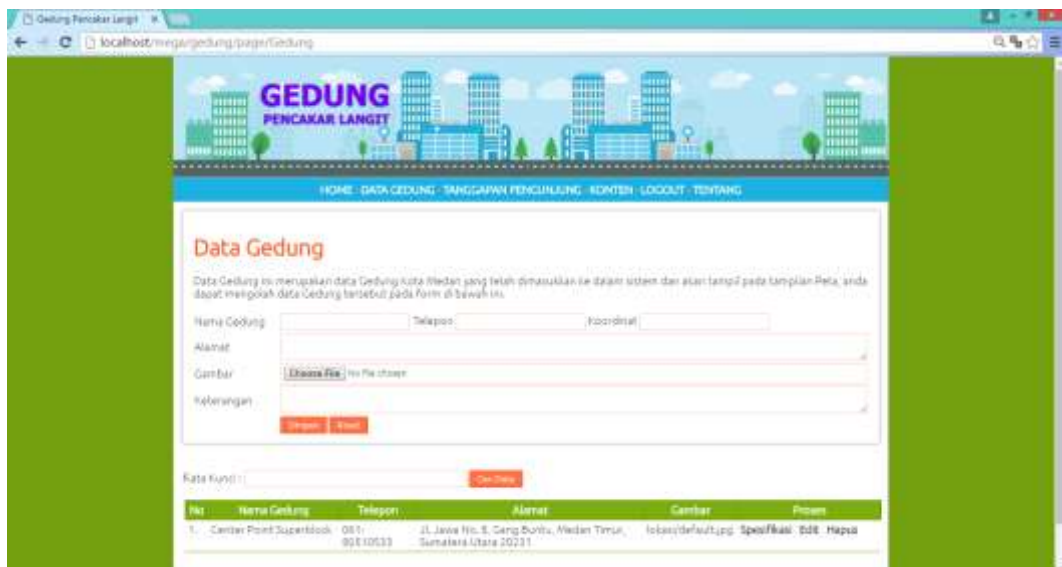 Gedung Pencakar Langit
localhost/mega/gedung/page/Gedung
GEDUNG
PENCAKAR LANGIT
HOME - DATA GEDUNG - TANGGAPAN PENGUNJUNG - KONTEN - LOGOUT - TENTANG
Data Gedung
Data Gedung ini merupakan data Gedung Kota Medan yang telah dimasukkan ke dalam sistem dan akan tampil pada tampilan Peta, anda
dapat mengolah data Gedung tersebut pada Form di bawah ini.
Nama Gedung Telepon Koordinat
Alamat
Gambar Choose File No file chosen
Keterangan
Simpan Reset
Kata Kunci : Cari Data
No Nama Gedung Telepon Alamat Gambar Proses
1. Center Point Superblock 061- Jl. Jawa No. 8, Gang Buntu, Medan Timur, lokasi/default.jpg Spesifikasi Edit Hapus
Sumatera Utara 20231